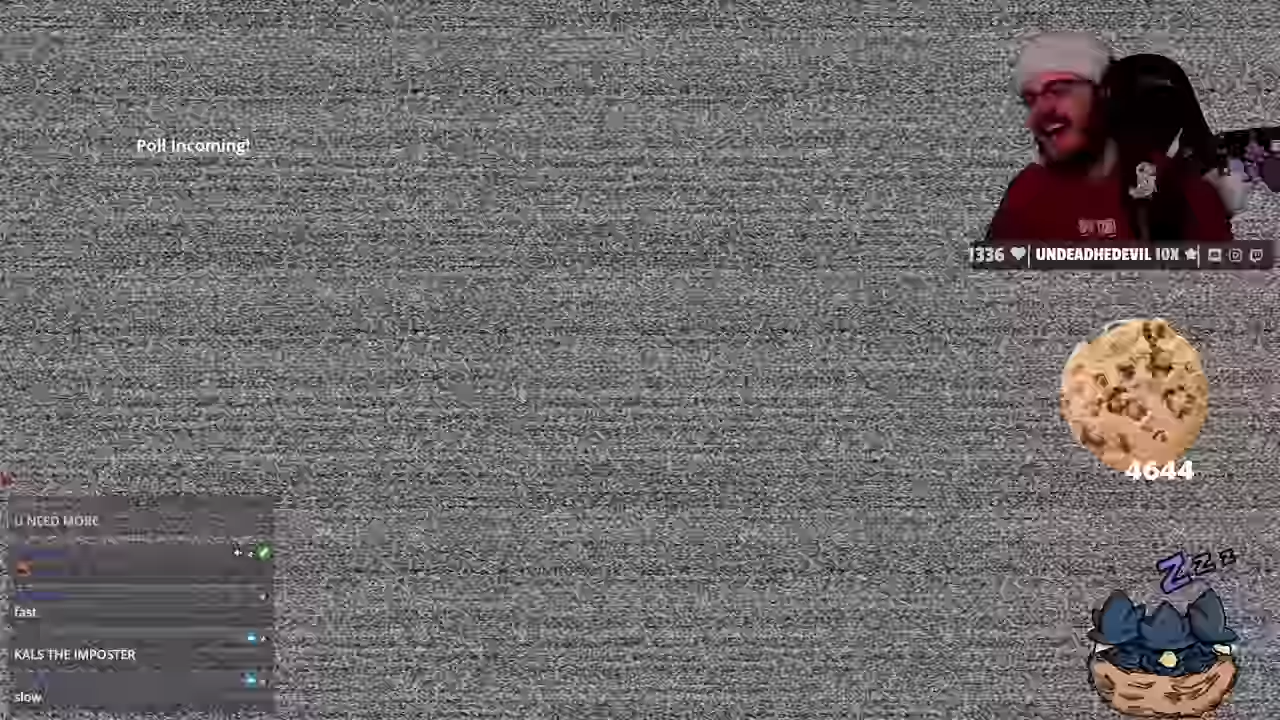 Poll Incoming!
1336 UNDEADHEDEVIL 10X
4644
U NEED MORE
fast
KALS THE IMPOSTER
slow
Z Z Z